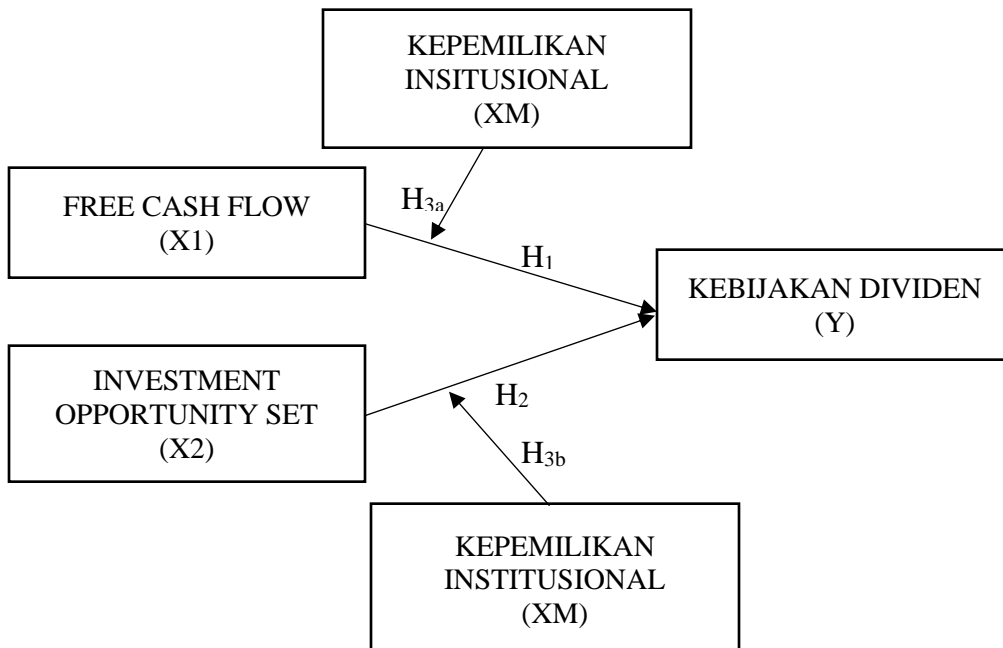 KEPEMILIKAN
INSITUSIONAL
(XM)
FREE CASH FLOW
(X1)
H3a
H1
KEBIJAKAN DIVIDEN
(Y)
INVESTMENT
OPPORTUNITY SET
(X2)
H2
H3b
KEPEMILIKAN
INSTITUSIONAL
(XM)